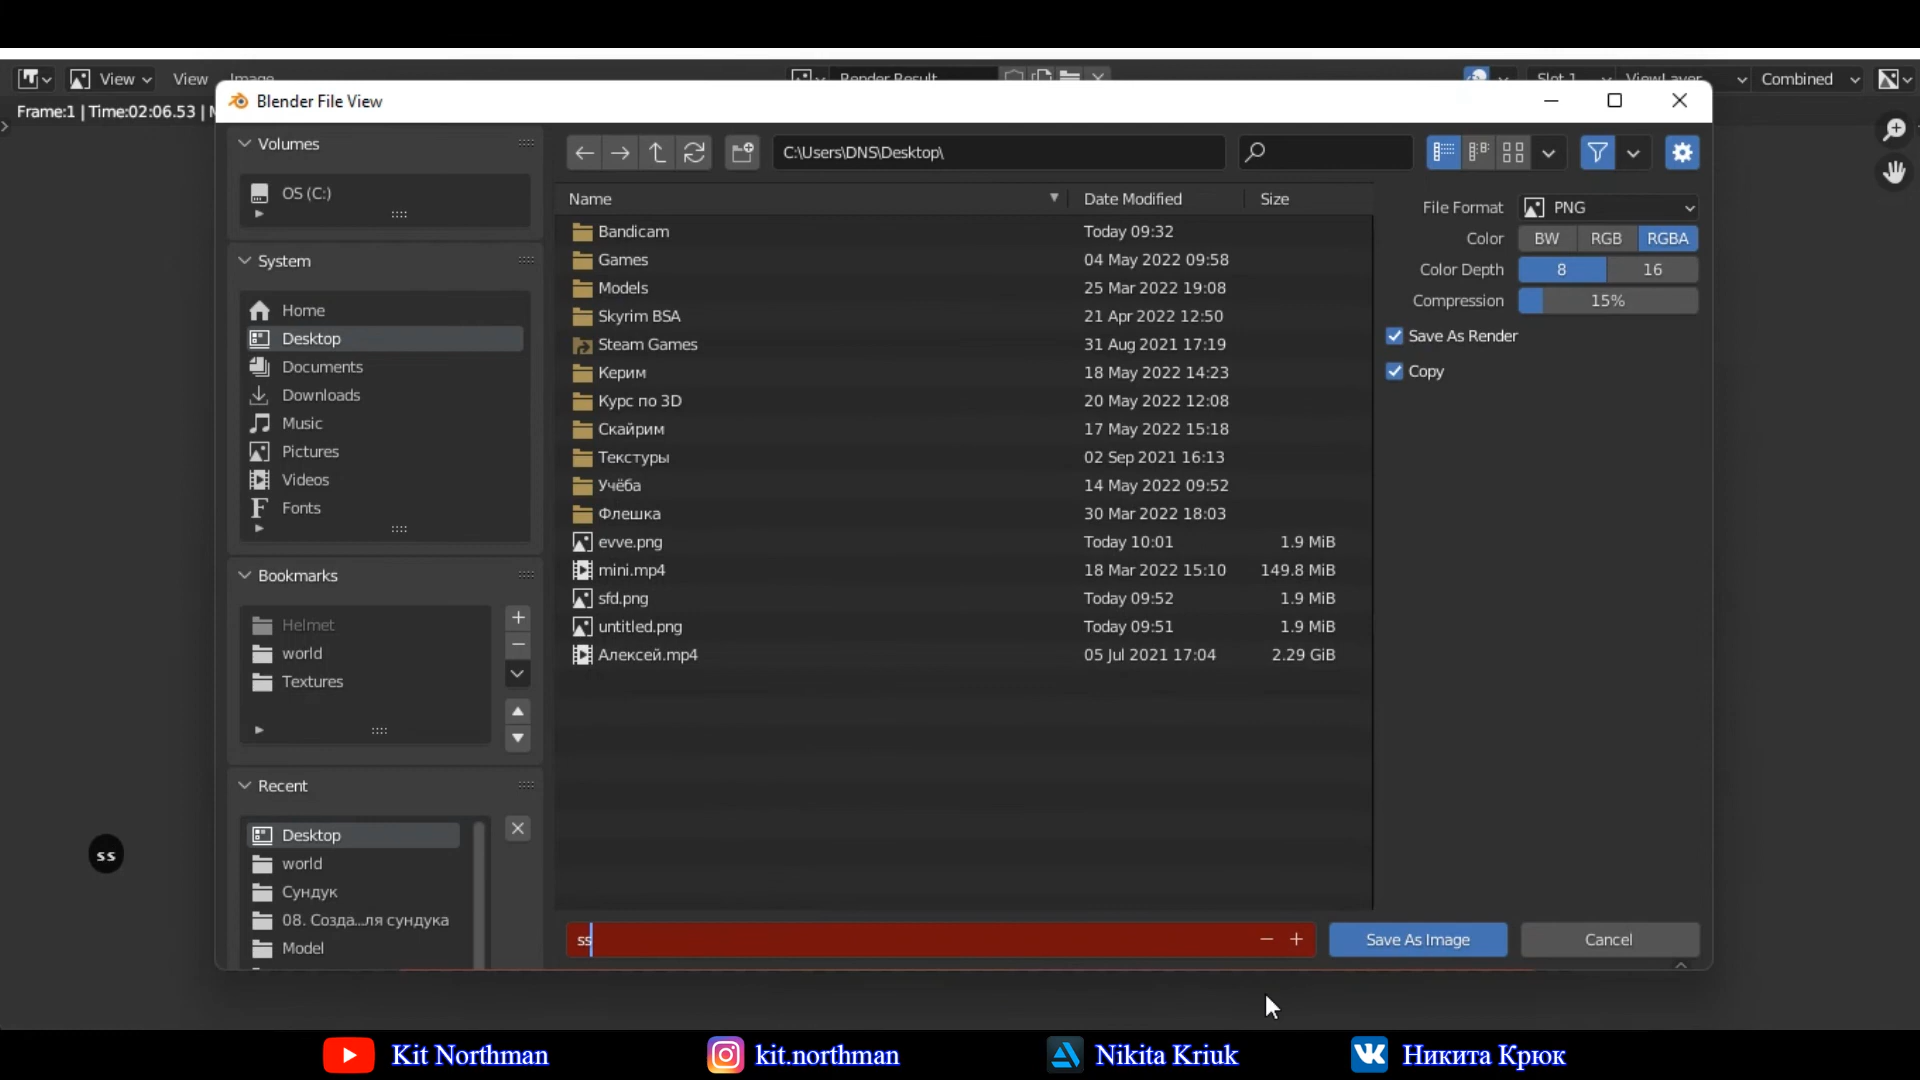 View View Image Render Result Slot 1 ViewLayer Combined
Frame:1 | Time:02:06.53 |
Blender File View
Volumes
OS (C:)
System
Home
Desktop
Documents
Downloads
Music
Pictures
Videos
Fonts
Bookmarks
Helmet
world
Textures
Recent
Desktop
world
Сундук
08. Созда...ля сундука
Model
C:\Users\DNS\Desktop\
Name Date Modified Size
Bandicam Today 09:32
Games 04 May 2022 09:58
Models 25 Mar 2022 19:08
Skyrim BSA 21 Apr 2022 12:50
Steam Games 31 Aug 2021 17:19
Керим 18 May 2022 14:23
Курс по 3D 20 May 2022 12:08
Скайрим 17 May 2022 15:18
Текстуры 02 Sep 2021 16:13
Учёба 14 May 2022 09:52
Флешка 30 Mar 2022 18:03
evve.png Today 10:01 1.9 MiB
mini.mp4 18 Mar 2022 15:10 149.8 MiB
sfd.png Today 09:52 1.9 MiB
untitled.png Today 09:51 1.9 MiB
Алексей.mp4 05 Jul 2021 17:04 2.29 GiB
File Format PNG
Color BW RGB RGBA
Color Depth 8 16
Compression 15%
Save As Render
Copy
ss
ss
Save As Image Cancel
Kit Northman kit.northman Nikita Kriuk Никита Крюк